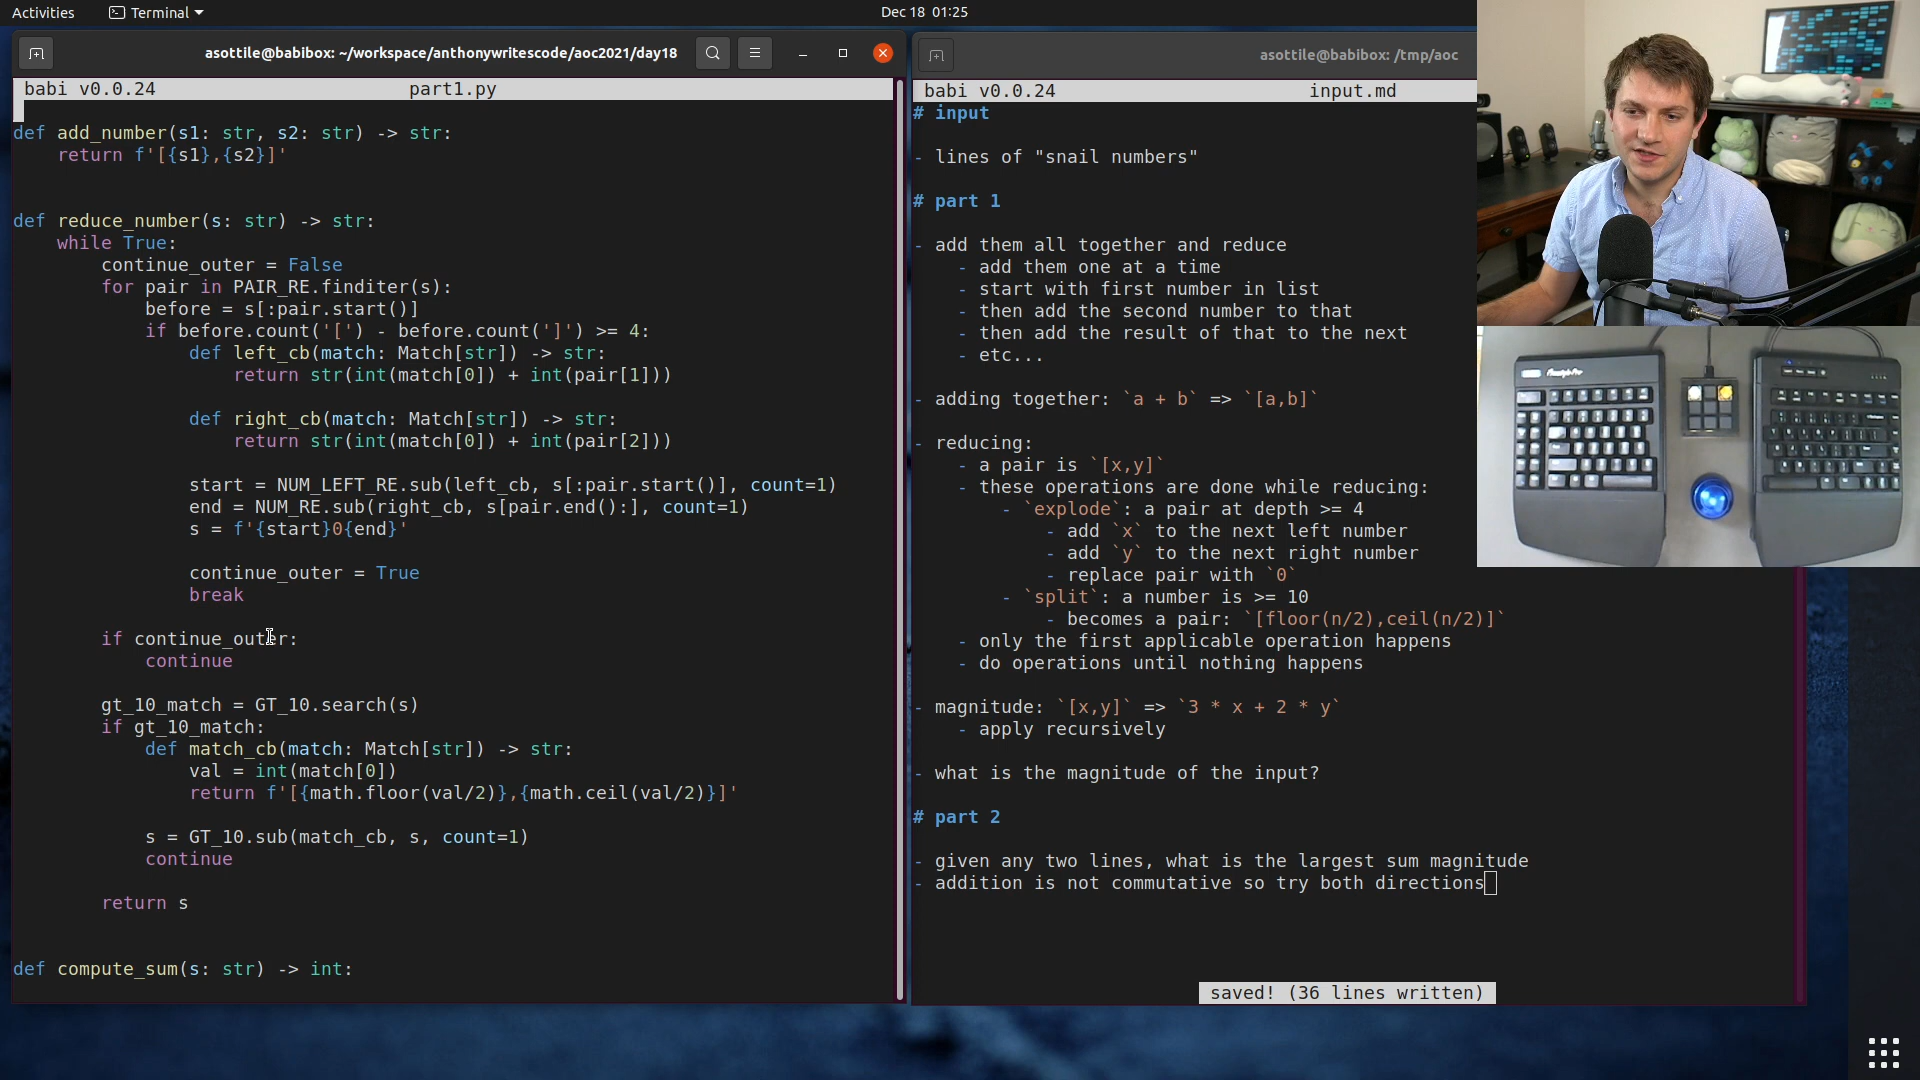 Activities
Terminal
Dec 18 01:25
asottile@babibox: ~/workspace/anthonywritescode/aoc2021/day18
babi v0.0.24
part1.py
def add_number(s1: str, s2: str) -> str:
    return f'[{s1},{s2}]'
def reduce_number(s: str) -> str:
    while True:
        continue_outer = False
        for pair in PAIR_RE.finditer(s):
            before = s[:pair.start()]
            if before.count('[') - before.count(']') >= 4:
                def left_cb(match: Match[str]) -> str:
                    return str(int(match[0]) + int(pair[1]))
                def right_cb(match: Match[str]) -> str:
                    return str(int(match[0]) + int(pair[2]))
                start = NUM_LEFT_RE.sub(left_cb, s[:pair.start()], count=1)
                end = NUM_RE.sub(right_cb, s[pair.end():], count=1)
                s = f'{start}0{end}'
                continue_outer = True
                break
        if continue_outer:
            continue
        gt_10_match = GT_10.search(s)
        if gt_10_match:
            def match_cb(match: Match[str]) -> str:
                val = int(match[0])
                return f'[{math.floor(val/2)},{math.ceil(val/2)}]'
            s = GT_10.sub(match_cb, s, count=1)
            continue
        return s
def compute_sum(s: str) -> int:
asottile@babibox: /tmp/aoc
babi v0.0.24
input.md
# input
- lines of "snail numbers"
# part 1
- add them all together and reduce
    - add them one at a time
    - start with first number in list
    - then add the second number to that
    - then add the result of that to the next
    - etc...
- adding together: `a + b` => `[a,b]`
- reducing:
    - a pair is `[x,y]`
    - these operations are done while reducing:
        - `explode`: a pair at depth >= 4
            - add `x` to the next left number
            - add `y` to the next right number
            - replace pair with `0`
        - `split`: a number is >= 10
            - becomes a pair: `[floor(n/2),ceil(n/2)]`
    - only the first applicable operation happens
    - do operations until nothing happens
- magnitude: `[x,y]` => `3 * x + 2 * y`
    - apply recursively
- what is the magnitude of the input?
# part 2
- given any two lines, what is the largest sum magnitude
- addition is not commutative so try both directions
saved! (36 lines written)